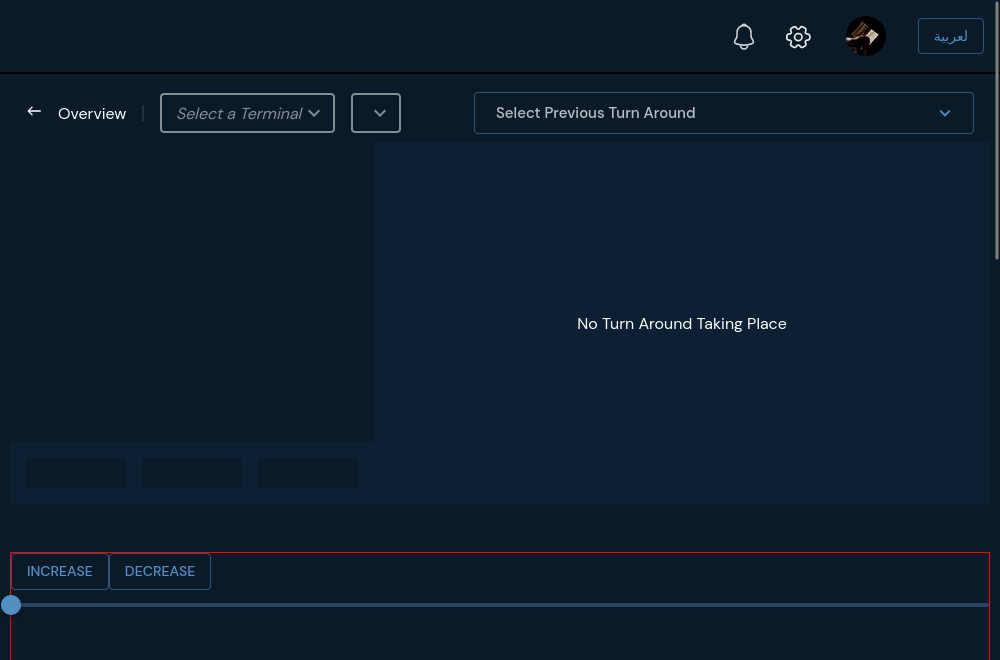 لعربية
Overview
Select a Terminal
Select Previous Turn Around
No Turn Around Taking Place
INCREASE
DECREASE